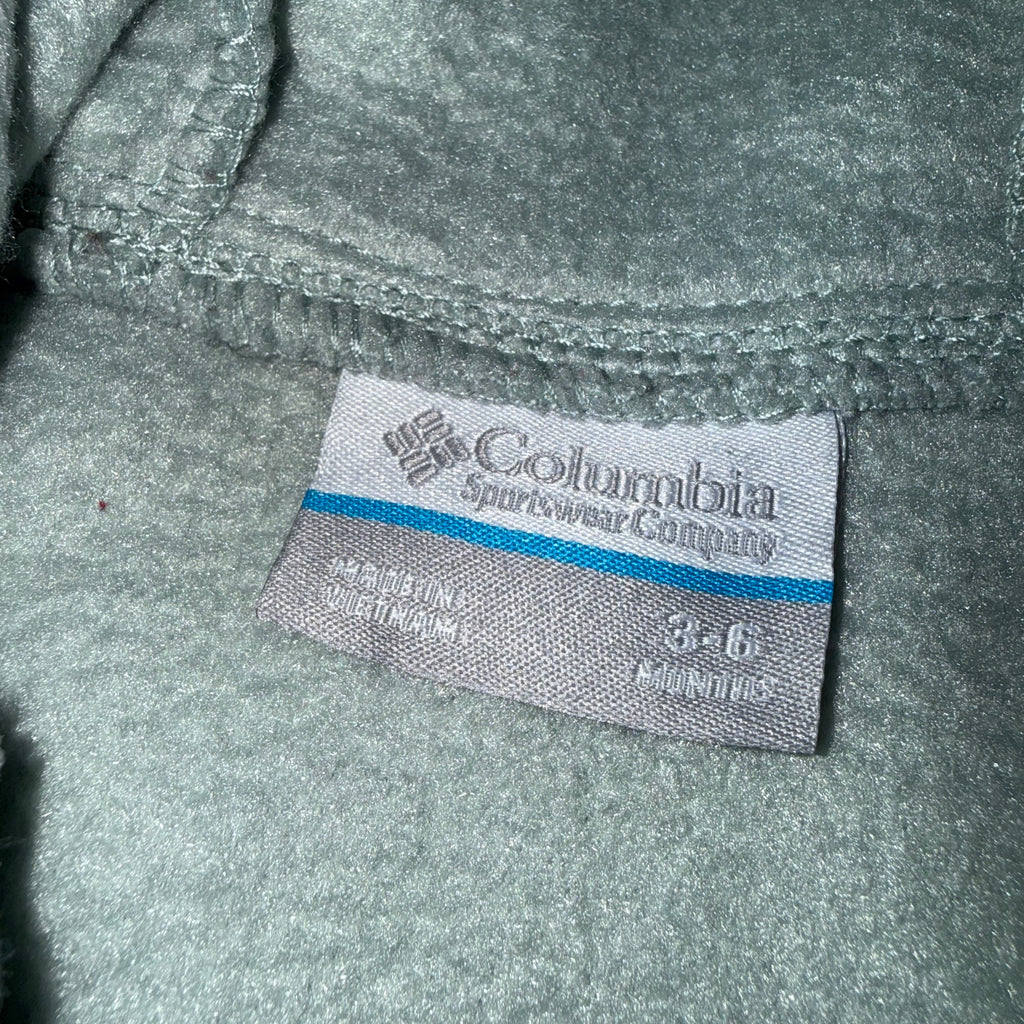 Columbia
Sportswear Company
MADE IN
VIETNAM
3-6
MONTHS